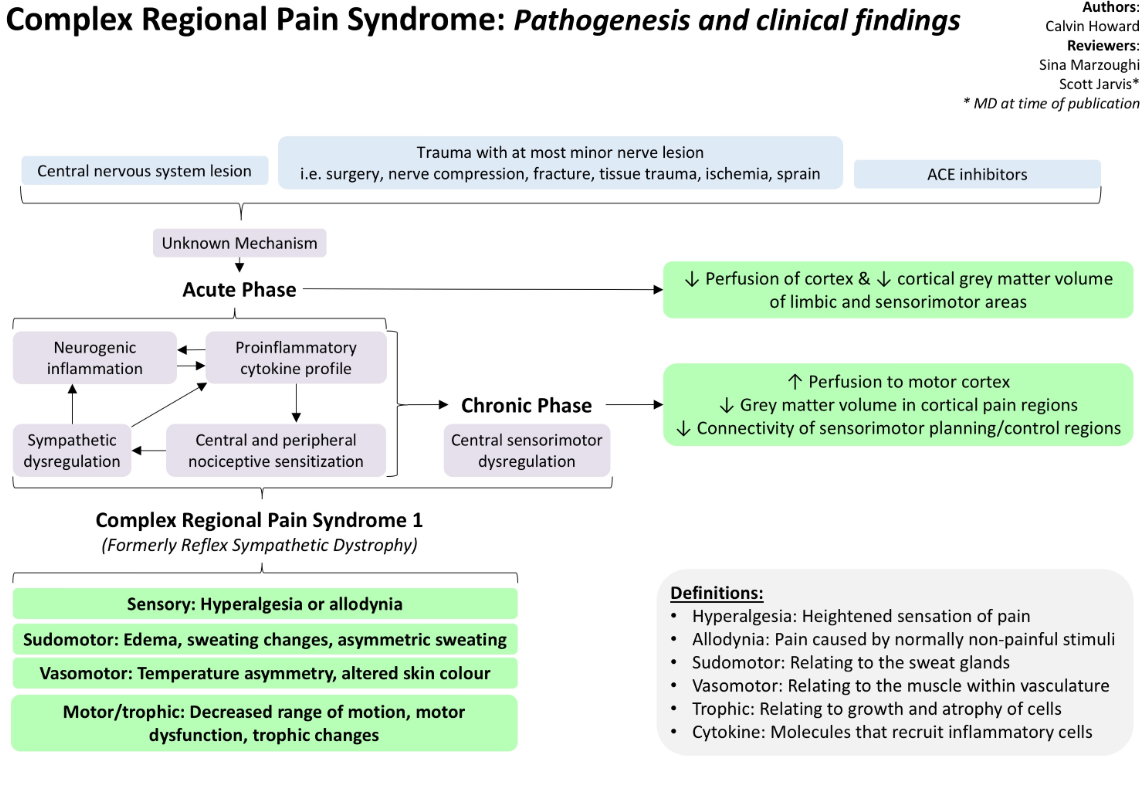 Complex Regional Pain Syndrome: Pathogenesis and clinical findings
Authors:
Calvin Howard
Reviewers:
Sina Marzoughi
Scott Jarvis*
* MD at time of publication
Central nervous system lesion
Trauma with at most minor nerve lesion
i.e. surgery, nerve compression, fracture, tissue trauma, ischemia, sprain
ACE inhibitors
Unknown Mechanism
Acute Phase
↓ Perfusion of cortex & ↓ cortical grey matter volume
of limbic and sensorimotor areas
Neurogenic
inflammation
Proinflammatory
cytokine profile
Sympathetic
dysregulation
Central and peripheral
nociceptive sensitization
Chronic Phase
Central sensorimotor
dysregulation
↑ Perfusion to motor cortex
↓ Grey matter volume in cortical pain regions
↓ Connectivity of sensorimotor planning/control regions
Complex Regional Pain Syndrome 1
(Formerly Reflex Sympathetic Dystrophy)
Sensory: Hyperalgesia or allodynia
Sudomotor: Edema, sweating changes, asymmetric sweating
Vasomotor: Temperature asymmetry, altered skin colour
Motor/trophic: Decreased range of motion, motor
dysfunction, trophic changes
Definitions:
• Hyperalgesia: Heightened sensation of pain
• Allodynia: Pain caused by normally non-painful stimuli
• Sudomotor: Relating to the sweat glands
• Vasomotor: Relating to the muscle within vasculature
• Trophic: Relating to growth and atrophy of cells
• Cytokine: Molecules that recruit inflammatory cells